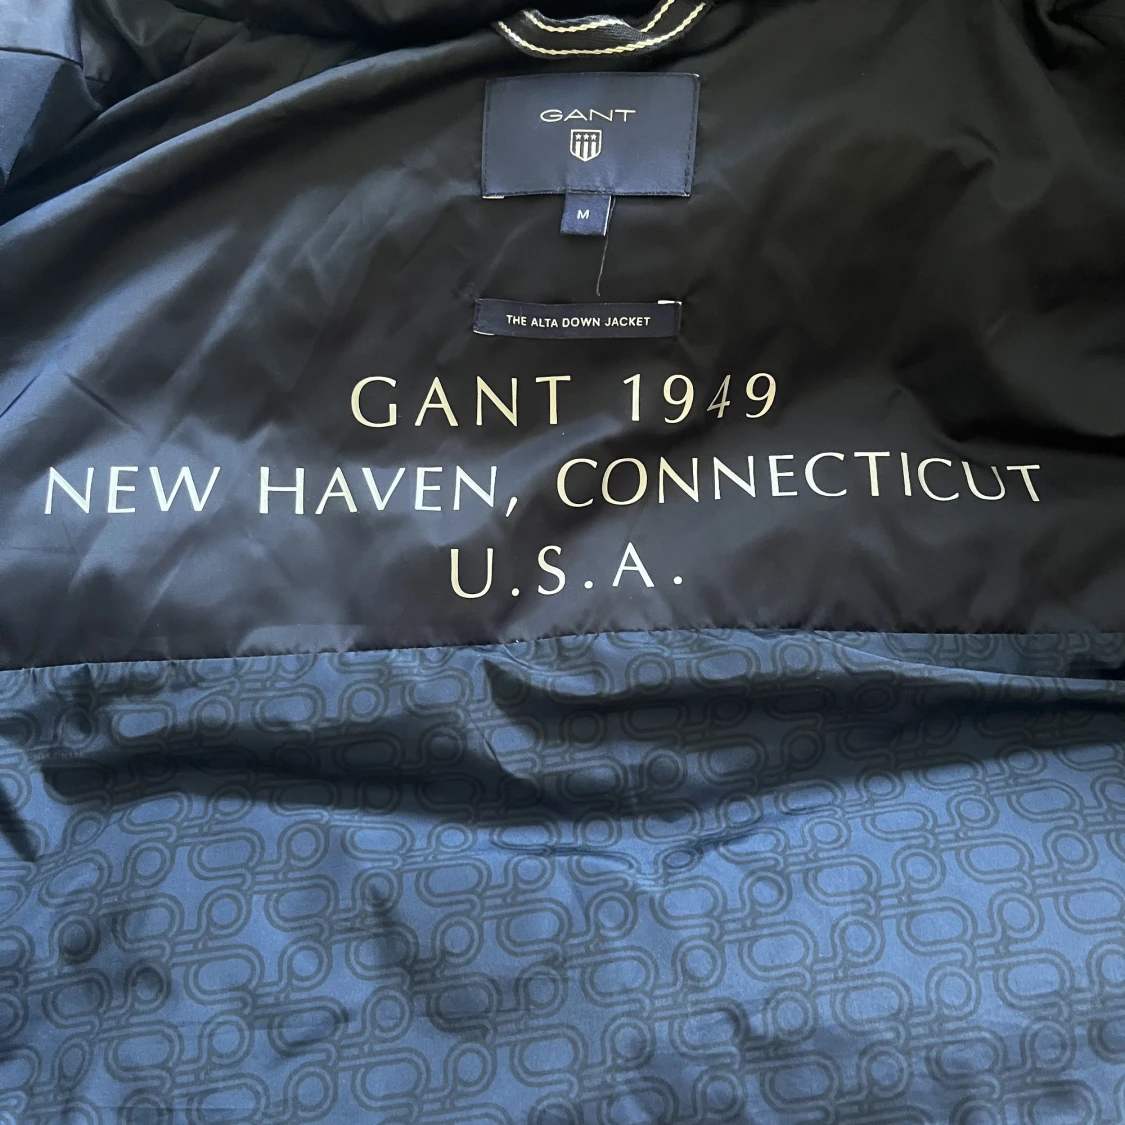 GANT
M
THE ALTA DOWN JACKET
GANT 1949
NEW HAVEN, CONNECTICUT
U.S.A.